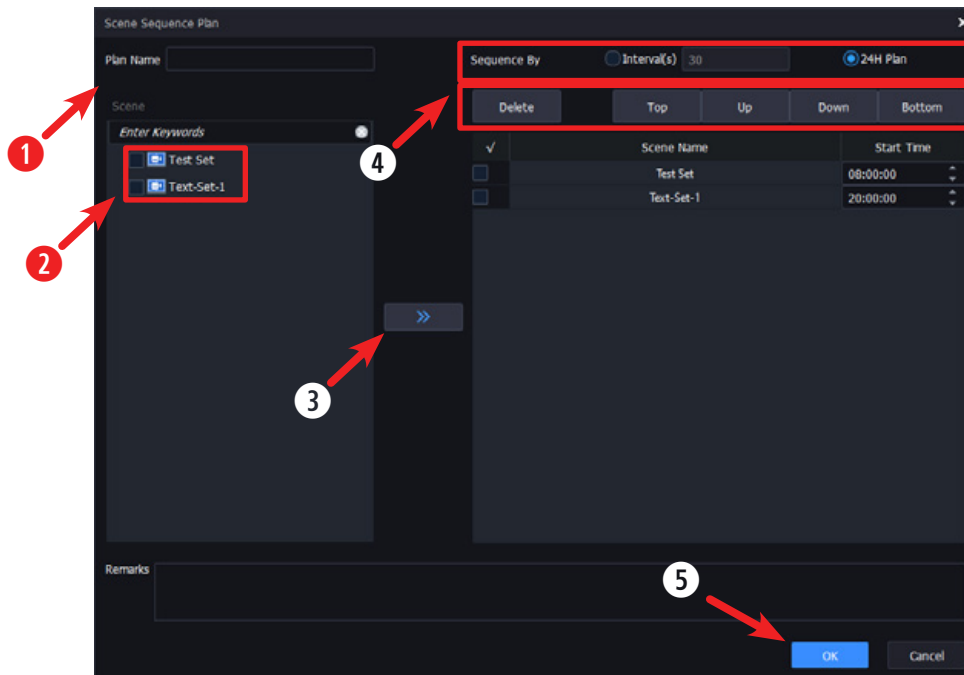 Scene Sequence Plan
Plan Name
Sequence By Interval(s) 30 24H Plan
Scene
Delete Top Up Down Bottom
Enter Keywords
1
4
√ Scene Name Start Time
Test Set
Test Set 08:00:00
Text-Set-1
Text-Set-1 20:00:00
2
3
Remarks
5
OK Cancel